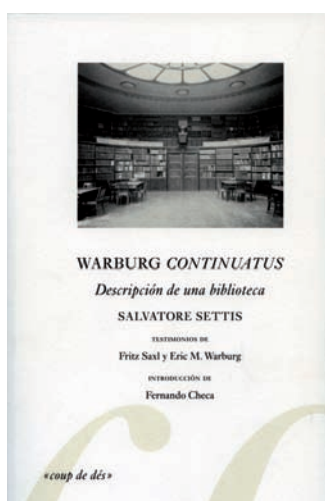 WARBURG CONTINUATUS
Descripción de una biblioteca
SALVATORE SETTIS
TESTIMONIOS DE
Fritz Saxl y Eric M. Warburg
INTRODUCCIÓN DE
Fernando Checa
«coup de dés»